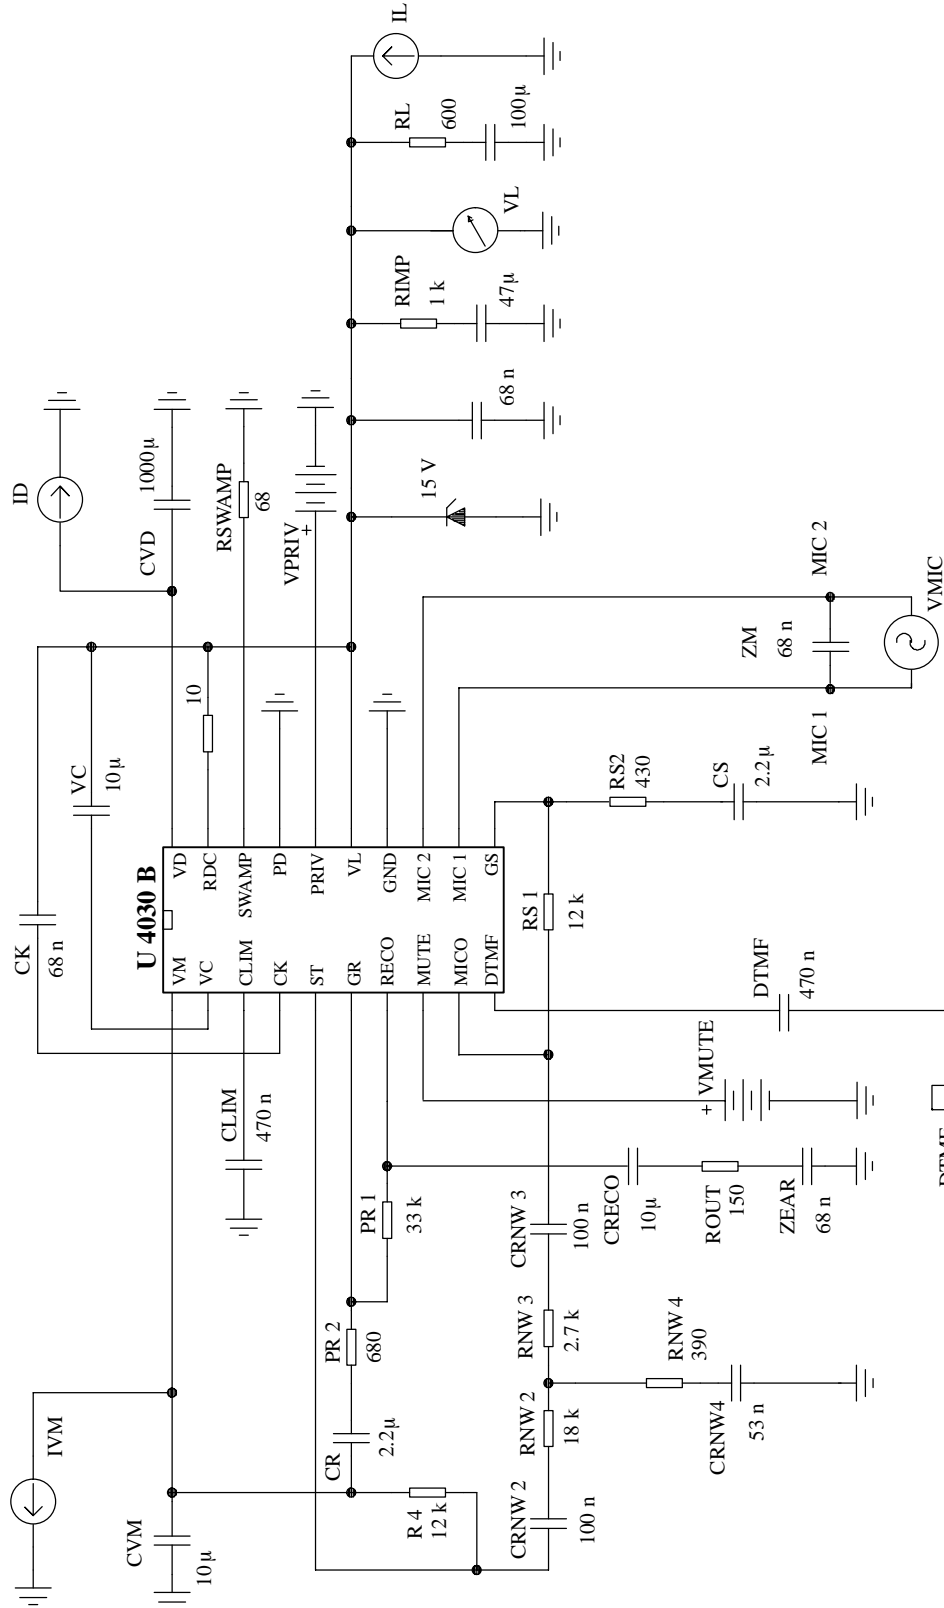 IL
RL
600
100µ
VL
RIMP
1 k
47µ
68 n
15 V
ID
1000µ
CVD
RSWAMP
68
VPRIV
+
10
VC
10µ
CK
68 n
U 4030 B
VM
VC
CLIM
CK
ST
GR
RECO
MUTE
MICO
DTMF
VD
RDC
SWAMP
PD
PRIV
VL
GND
MIC 2
MIC 1
GS
MIC 2
ZM
68 n
VMIC
MIC 1
RS2
430
CS
2.2µ
RS 1
12 k
DTMF
470 n
+ VMUTE
CLIM
470 n
PR 1
33 k
CRECO
10µ
ROUT
150
ZEAR
68 n
CRNW 3
100 n
PR 2
680
RNW 3
2.7 k
RNW 4
390
IVM
CR
2.2µ
RNW 2
18 k
CRNW4
53 n
CVM
10µ
R 4
12 k
CRNW 2
100 n